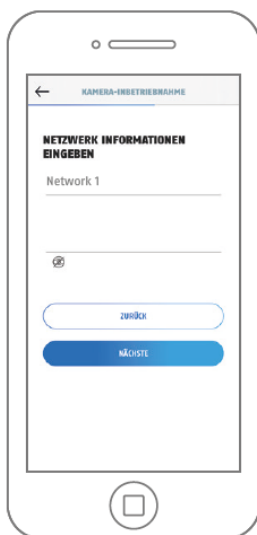 KAMERA-INBETRIEBNAHME
NETZWERK INFORMATIONEN
EINGEBEN
Network 1
ZURÜCK
NÄCHSTE